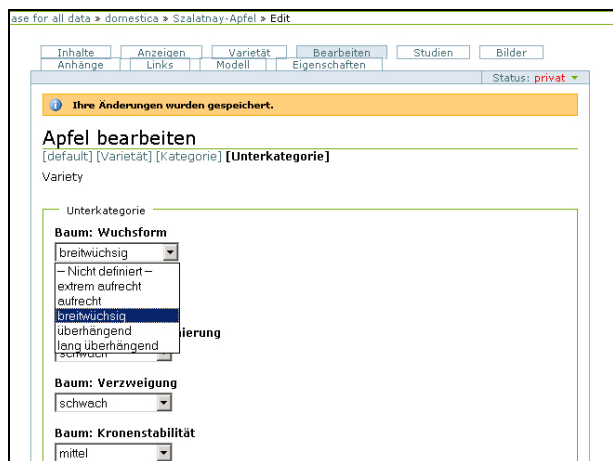 ase for all data » domestica » Szalatnay-Apfel » Edit
Inhalte Anzeigen Varietät Bearbeiten Studien Bilder
Anhänge Links Modell Eigenschaften
Status: privat
Ihre Änderungen wurden gespeichert.
Apfel bearbeiten
[default] [Varietät] [Kategorie] [Unterkategorie]
Variety
Unterkategorie
Baum: Wuchsform
breitwüchsig
– Nicht definiert –
extrem aufrecht
aufrecht
breitwüchsig
überhängend
lang überhängend
nierung
schwach
Baum: Verzweigung
schwach
Baum: Kronenstabilität
mittel